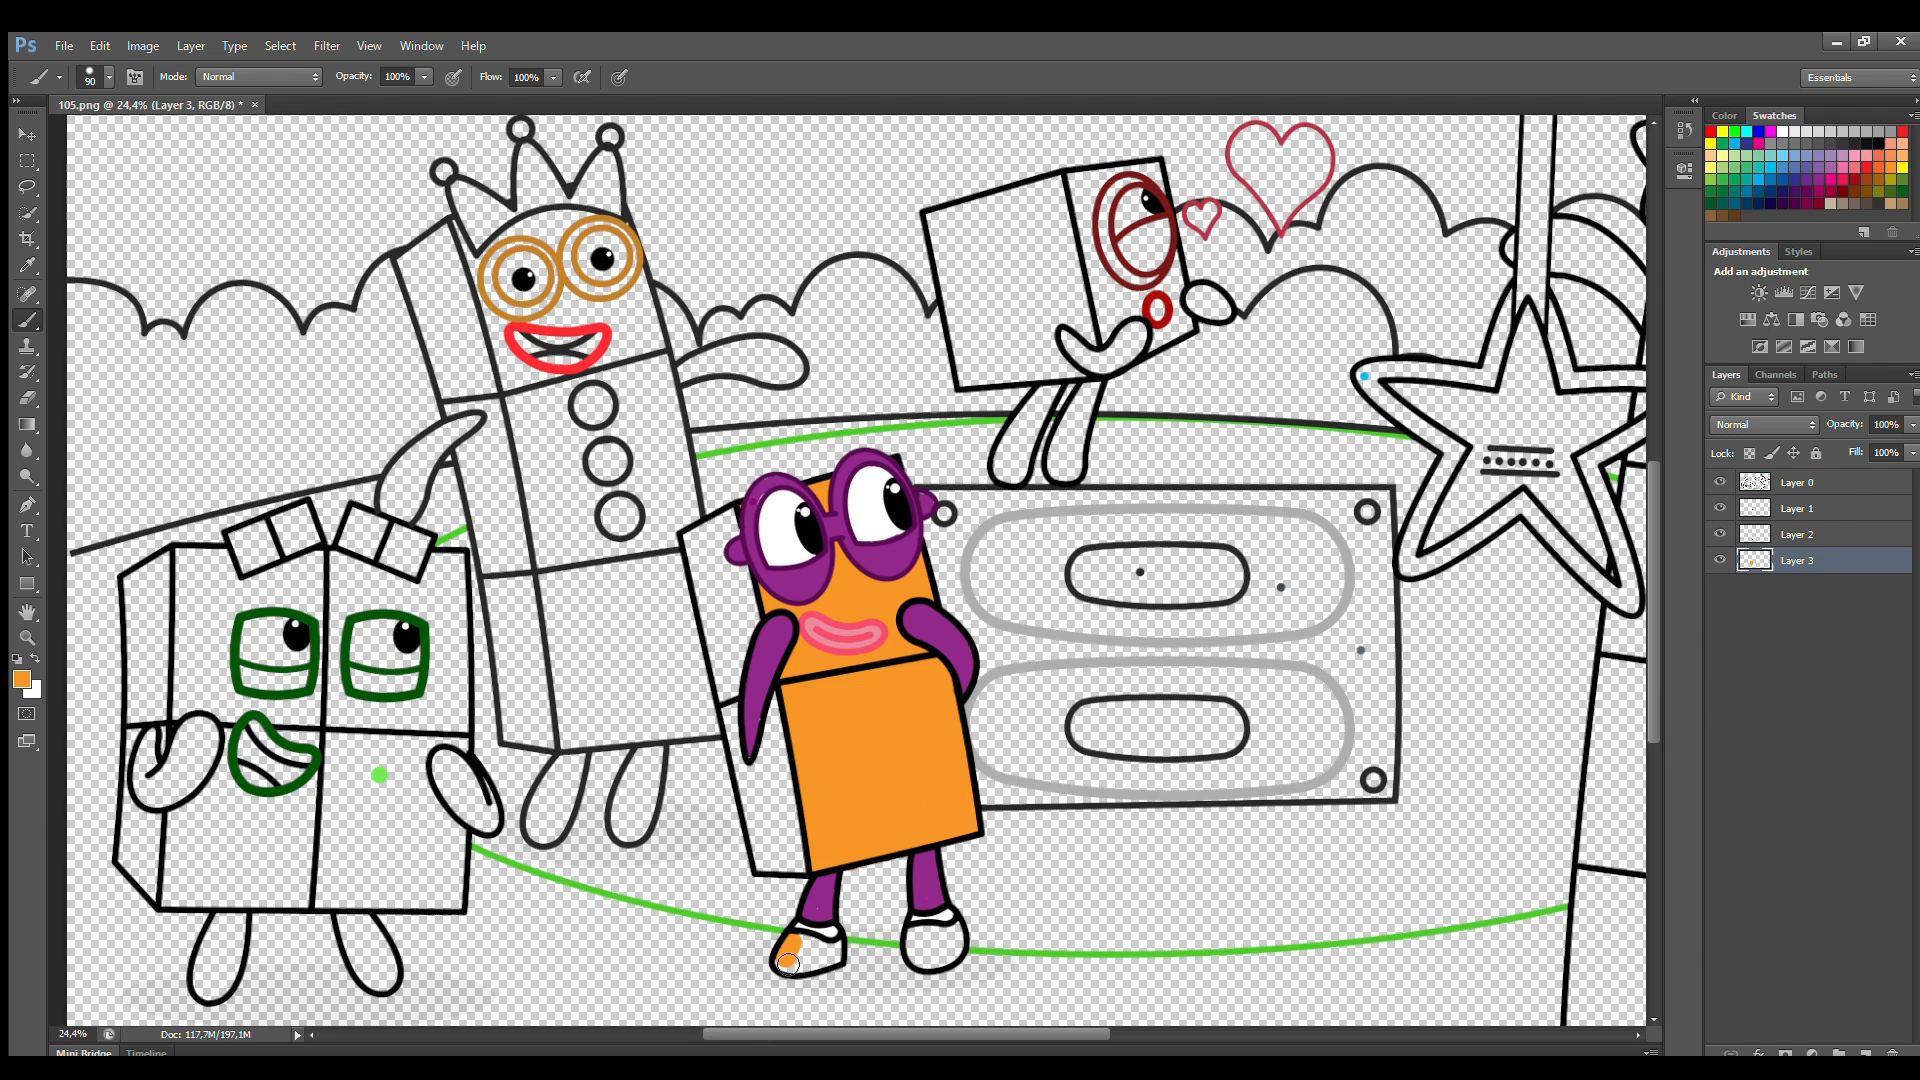 Ps File Edit Image Layer Type Select Filter View Window Help
90 Mode: Normal Opacity: 100% Flow: 100% Essentials
105.png @ 24,4% (Layer 3, RGB/8) * ×
Color Swatches
Adjustments Styles
Add an adjustment
Layers Channels Paths
Kind
Normal Opacity: 100%
Lock: Fill: 100%
Layer 0
Layer 1
Layer 2
Layer 3
24,4% Doc: 117,7M/197,1M
Mini Bridge Timeline